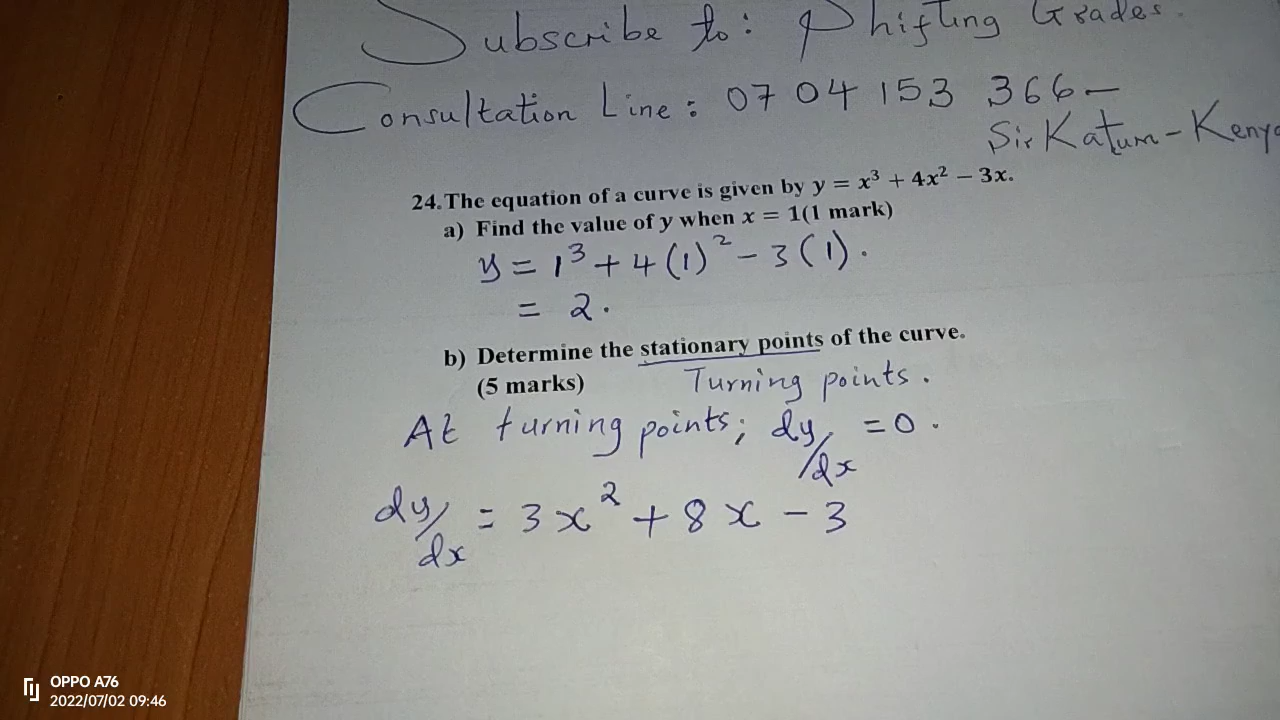 Subscribe to: Phifting Grades.
Consultation Line: 0704 153 366 —
Sir Katum - Kenya
24. The equation of a curve is given by y = x³ + 4x² − 3x.
a) Find the value of y when x = 1(1 mark)
y = 1³ + 4(1)² − 3(1).
= 2.
b) Determine the stationary points of the curve.
(5 marks) Turning points.
At turning points; dy/dx = 0.
dy/dx = 3x² + 8x − 3
OPPO A76
2022/07/02 09:46